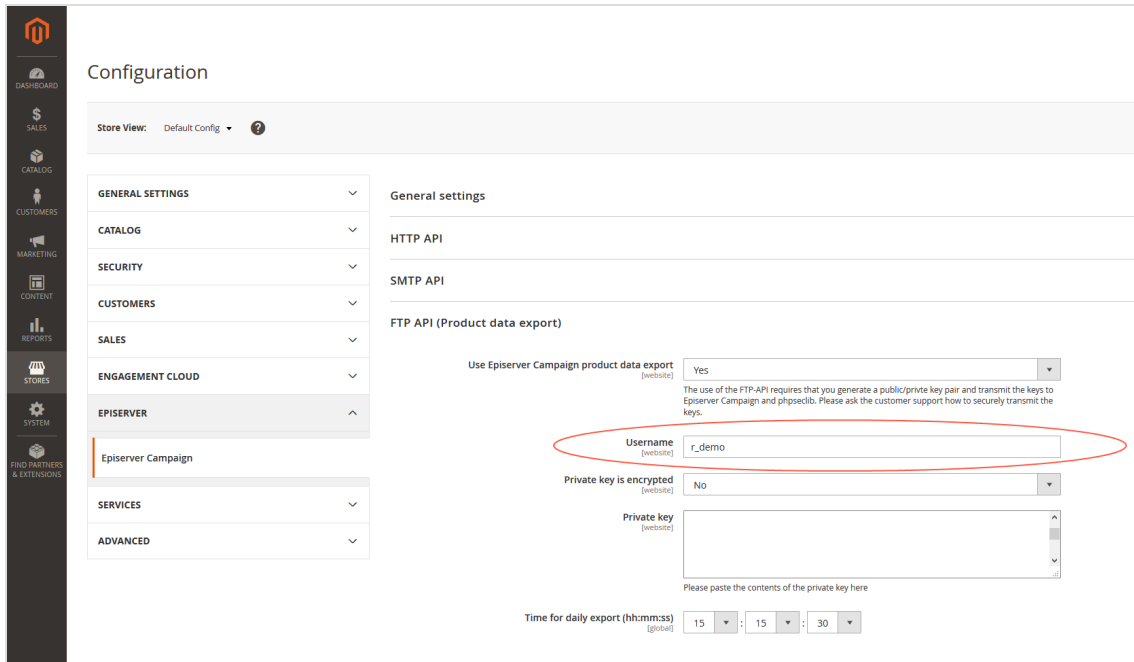 Configuration
DASHBOARD
SALES
CATALOG
CUSTOMERS
MARKETING
CONTENT
REPORTS
STORES
SYSTEM
FIND PARTNERS
& EXTENSIONS
Store View: Default Config ?
GENERAL SETTINGS
CATALOG
SECURITY
CUSTOMERS
SALES
ENGAGEMENT CLOUD
EPISERVER
Episerver Campaign
SERVICES
ADVANCED
General settings
HTTP API
SMTP API
FTP API (Product data export)
Use Episerver Campaign product data export
[website]
Yes
The use of the FTP-API requires that you generate a public/privte key pair and transmit the keys to
Episerver Campaign and phpseclib. Please ask the customer support how to securely transmit the
keys.
Username
[website]
r_demo
Private key is encrypted
[website]
No
Private key
[website]
Please paste the contents of the private key here
Time for daily export (hh:mm:ss)
[global]
15 : 15 : 30